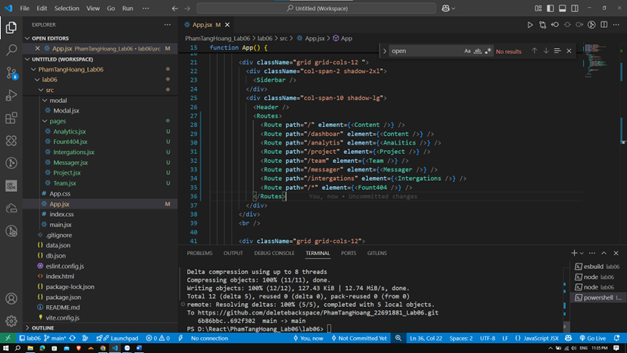 File Edit Selection View Go Run ···
Untitled (Workspace)
EXPLORER
OPEN EDITORS
App.jsx PhamTangHoang_Lab06\lab06\src M
UNTITLED (WORKSPACE)
PhamTangHoang_Lab06
lab06
src
modal
Modal.jsx
pages
Analytics.jsx U
Fount404.jsx U
Intergations.jsx U
Messager.jsx U
Project.jsx U
Team.jsx U
App.css
App.jsx M
index.css
main.jsx
.gitignore
data.json
db.json
eslint.config.js
index.html
package-lock.json
package.json
README.md
vite.config.js
OUTLINE
App.jsx M
PhamTangHoang_Lab06 > lab06 > src > App.jsx > App
15 function App() {
open
Aa ab .*
No results
21 <div className="grid grid-cols-12 ">
22 <div className="col-span-2 shadow-2xl">
23 <Siderbar />
24 </div>
25 <div className="col-span-10 shadow-lg">
26 <Header />
27 <Routes>
28 <Route path="/" element={<Content />} />
29 <Route path="/dashboar" element={<Content />} />
30 <Route path="/analytis" element={<AnaLitics />} />
31 <Route path="/project" element={<Project />} />
32 <Route path="/team" element={<Team />} />
33 <Route path="/messager" element={<Messager />} />
34 <Route path="/intergations" element={<Intergations />} />
35 <Route path="/*" element={<Fount404 />} />
36 </Routes> You, now • Uncommitted changes
37 </div>
38 </div>
39 <br />
40
41 <div className="grid grid-cols-12">
PROBLEMS OUTPUT DEBUG CONSOLE TERMINAL PORTS GITLENS
Delta compression using up to 8 threads
Compressing objects: 100% (11/11), done.
Writing objects: 100% (12/12), 127.43 KiB | 12.74 MiB/s, done.
Total 12 (delta 5), reused 0 (delta 0), pack-reused 0 (from 0)
remote: Resolving deltas: 100% (5/5), completed with 5 local objects.
To https://github.com/deletebackspace/PhamTangHoang_22691881_Lab06.git
6b86bbc..692f302 main -> main
PS D:\React\PhamTangHoang_lab06\lab06>
esbuild
node
node
powershell
lab06 main* Launchpad 0 0 No connection You, now Not Committed Yet Ln 36, Col 22 Spaces: 2 UTF-8 LF JavaScript JSX Go Live